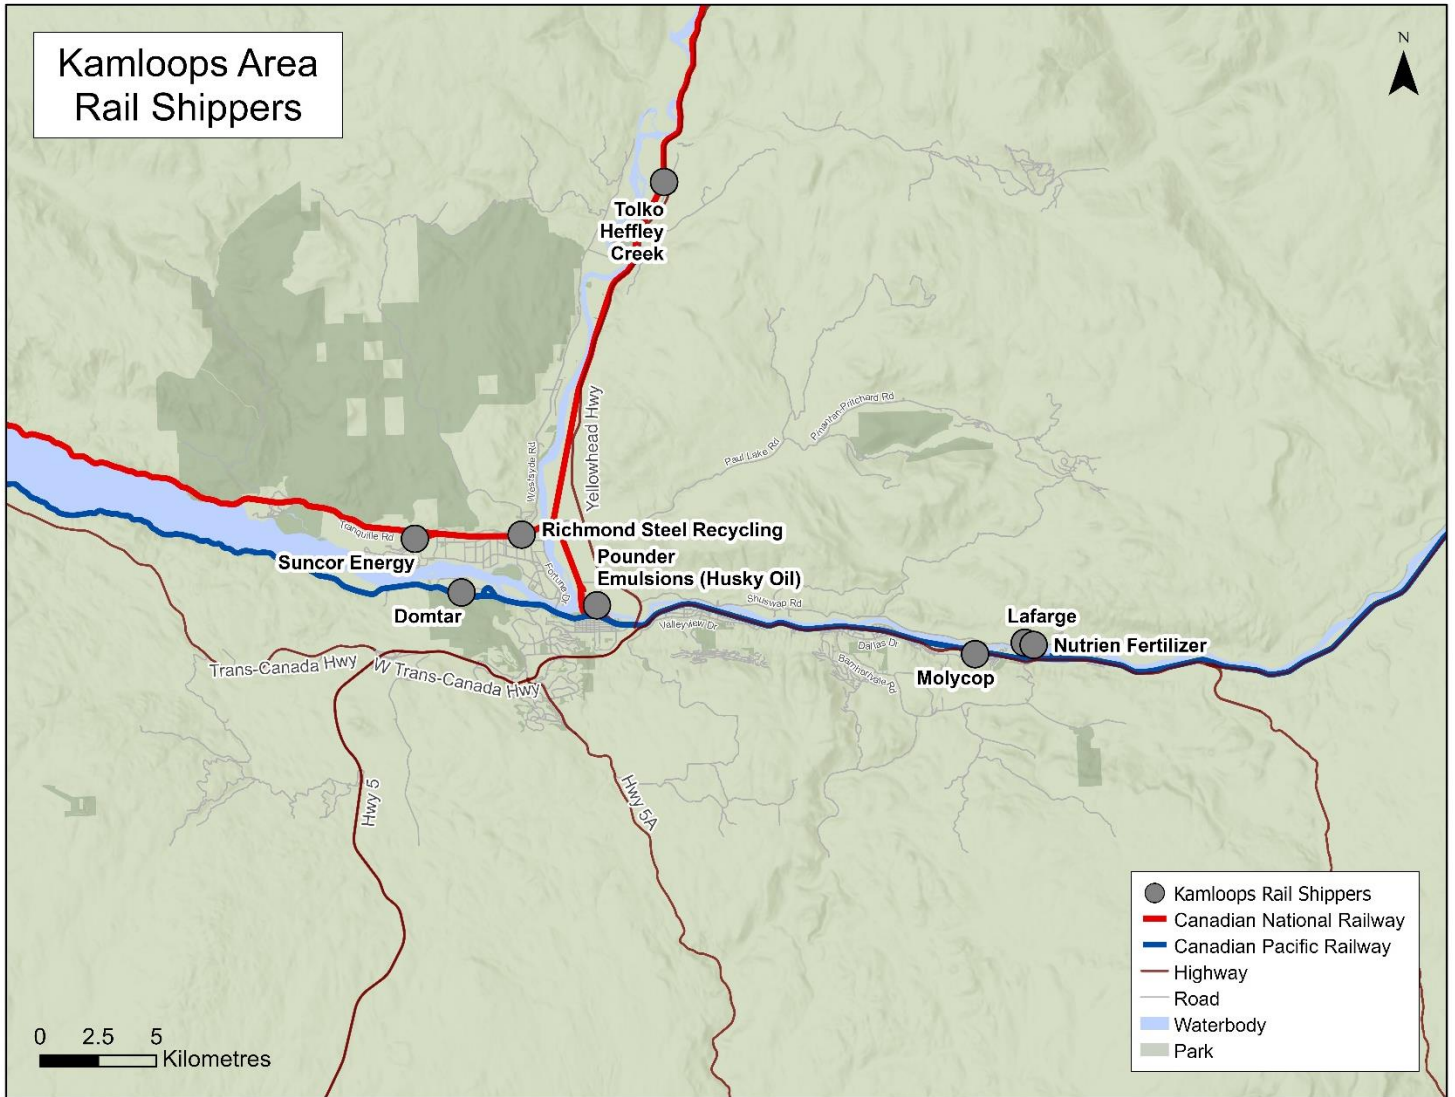 Kamloops Area
Rail Shippers
N
Tolko
Heffley
Creek
Yellowhead Hwy
Westsyde Rd
Pinantan-Pritchard Rd
Paul Lake Rd
Tranquille Rd
Richmond Steel Recycling
Suncor Energy
Pounder
Emulsions (Husky Oil)
Fortune Dr
Domtar
Shuswap Rd
Valleyview Dr
Lafarge
Dallas Dr
Nutrien Fertilizer
Barnhartvale Rd
Molycop
Trans-Canada Hwy
W Trans-Canada Hwy
Hwy 5
Hwy 5A
Kamloops Rail Shippers
Canadian National Railway
Canadian Pacific Railway
Highway
Road
Waterbody
Park
0 2.5 5
Kilometres